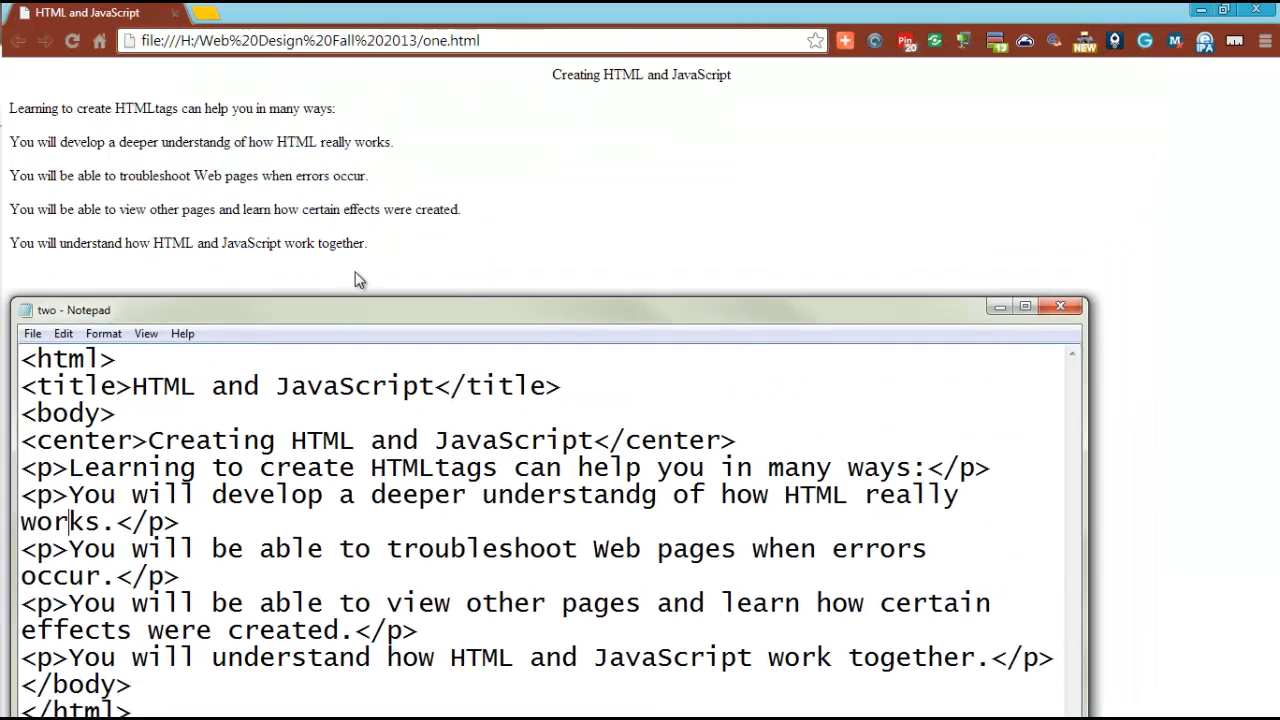 HTML and JavaScript
file:///H:/Web%20Design%20Fall%202013/one.html
Pin
20
13
NEW
IPA
Creating HTML and JavaScript
Learning to create HTMLtags can help you in many ways:
You will develop a deeper understandg of how HTML really works.
You will be able to troubleshoot Web pages when errors occur.
You will be able to view other pages and learn how certain effects were created.
You will understand how HTML and JavaScript work together.
two - Notepad
File Edit Format View Help
<html>
<title>HTML and JavaScript</title>
<body>
<center>Creating HTML and JavaScript</center>
<p>Learning to create HTMLtags can help you in many ways:</p>
<p>You will develop a deeper understandg of how HTML really
works.</p>
<p>You will be able to troubleshoot Web pages when errors
occur.</p>
<p>You will be able to view other pages and learn how certain
effects were created.</p>
<p>You will understand how HTML and JavaScript work together.</p>
</body>
</html>